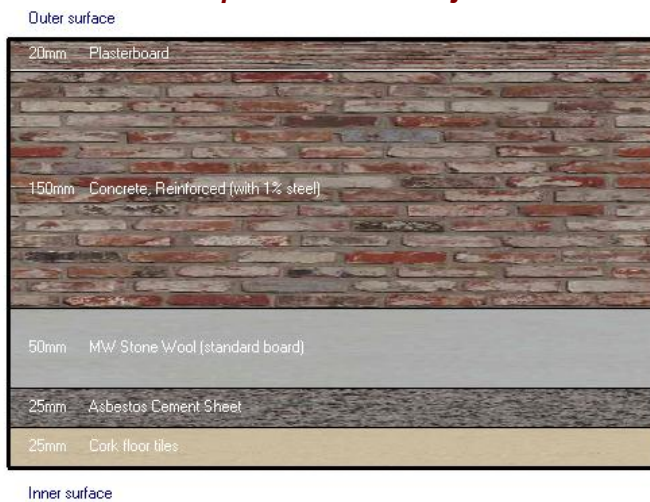 Outer surface
20mm Plasterboard
150mm Concrete, Reinforced (with 1% steel)
50mm MW Stone Wool (standard board)
25mm Asbestos Cement Sheet
25mm Cork floor tiles
Inner surface